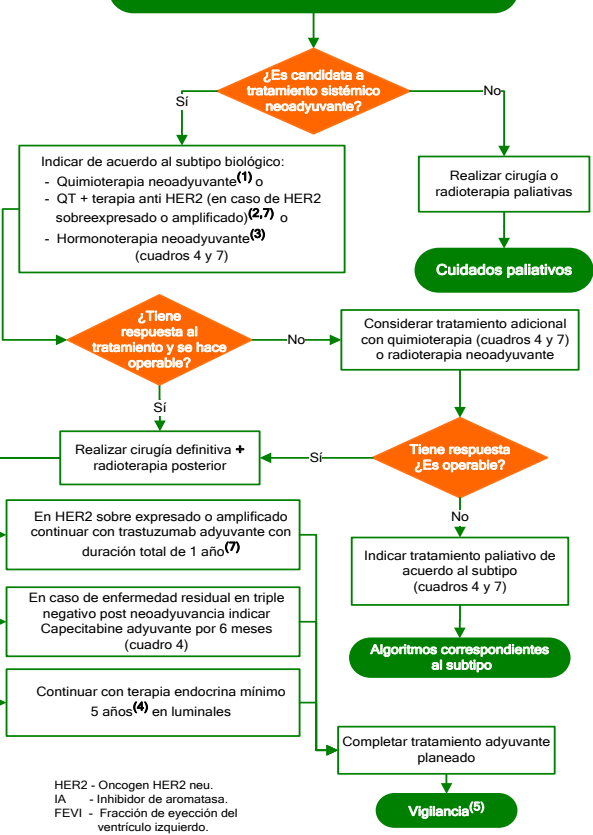 ¿Es candidata a
tratamiento sistémico
neoadyuvante?
Sí
No
Indicar de acuerdo al subtipo biológico:
- Quimioterapia neoadyuvante(1) o
- QT + terapia anti HER2 (en caso de HER2
sobreexpresado o amplificado)(2,7) o
- Hormonoterapia neoadyuvante(3)
(cuadros 4 y 7)
Realizar cirugía o
radioterapia paliativas
Cuidados paliativos
¿Tiene
respuesta al
tratamiento y se hace
operable?
No
Considerar tratamiento adicional
con quimioterapia (cuadros 4 y 7)
o radioterapia neoadyuvante
Sí
Realizar cirugía definitiva +
radioterapia posterior
Sí
Tiene respuesta
¿Es operable?
No
En HER2 sobre expresado o amplificado
continuar con trastuzumab adyuvante con
duración total de 1 año(7)
Indicar tratamiento paliativo de
acuerdo al subtipo
(cuadros 4 y 7)
En caso de enfermedad residual en triple
negativo post neoadyuvancia indicar
Capecitabine adyuvante por 6 meses
(cuadro 4)
Algoritmos correspondientes
al subtipo
Continuar con terapia endocrina mínimo
5 años(4) en luminales
Completar tratamiento adyuvante
planeado
Vigilancia(5)
HER2 - Oncogen HER2 neu.
IA - Inhibidor de aromatasa.
FEVI - Fracción de eyección del
ventrículo izquierdo.